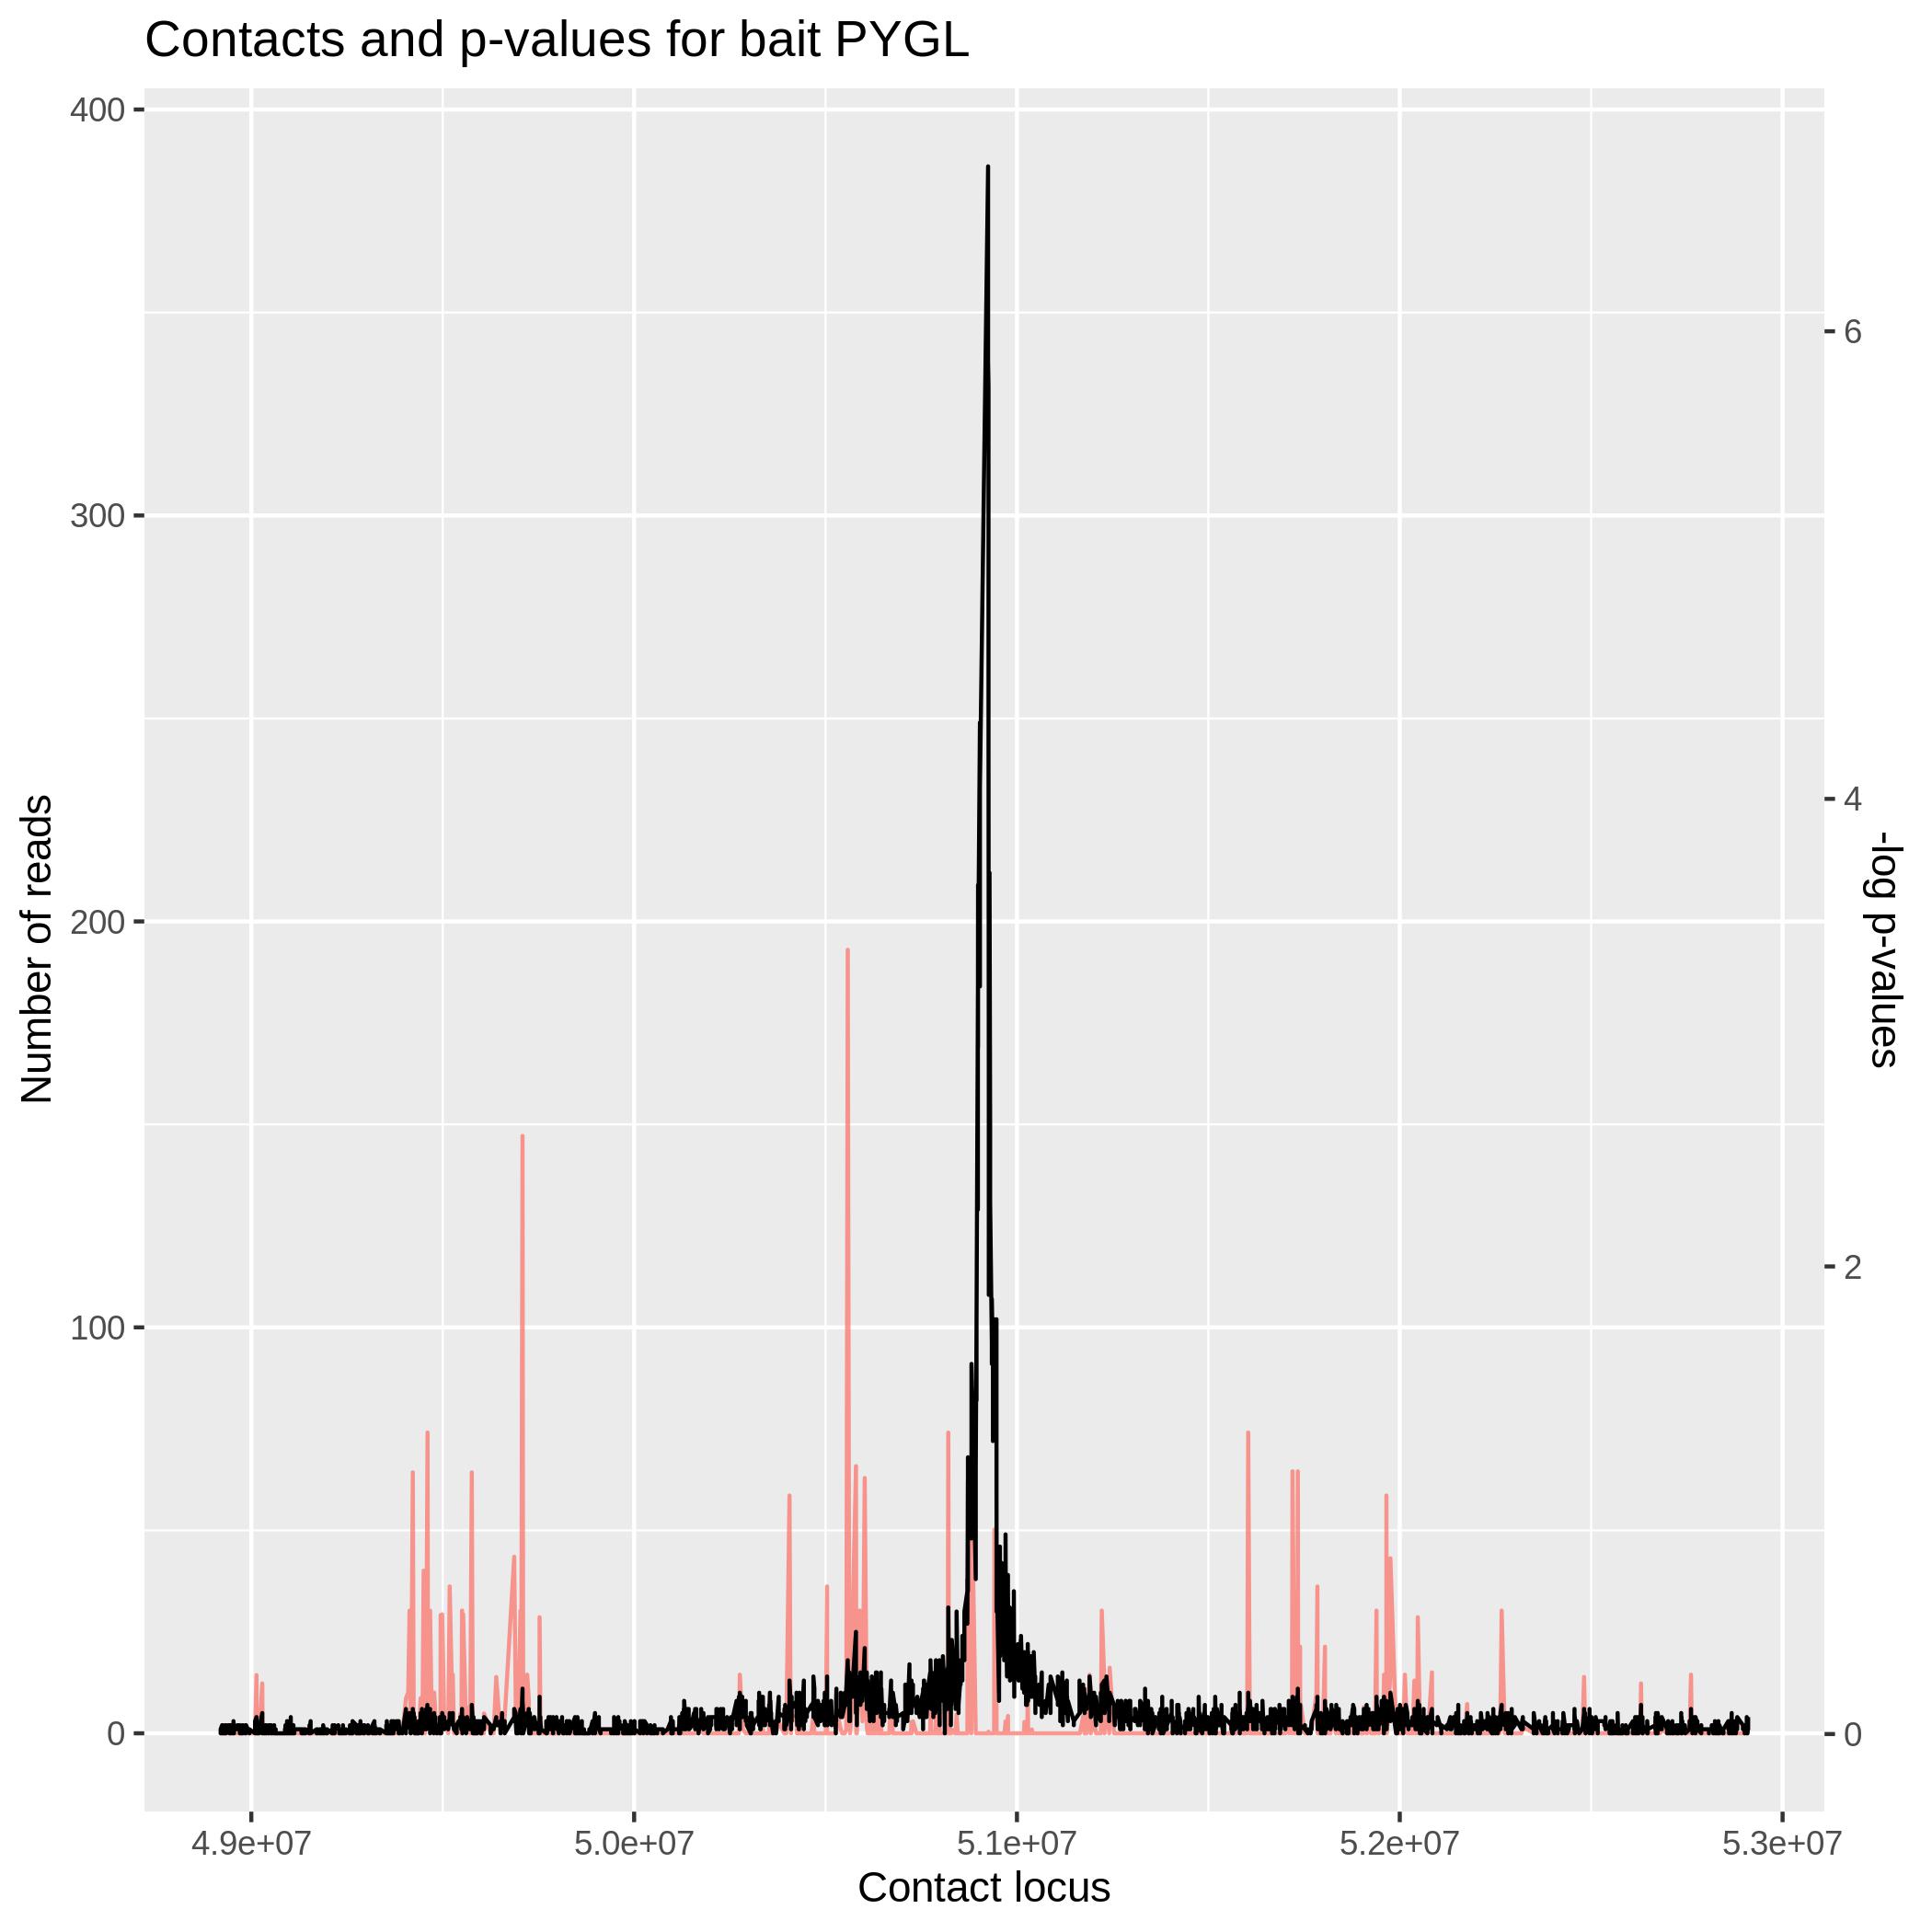 Contacts and p-values for bait PYGL
Number of reads
400
300
200
100
0
6
4
2
0
-log p-values
4.9e+07
5.0e+07
5.1e+07
5.2e+07
5.3e+07
Contact locus